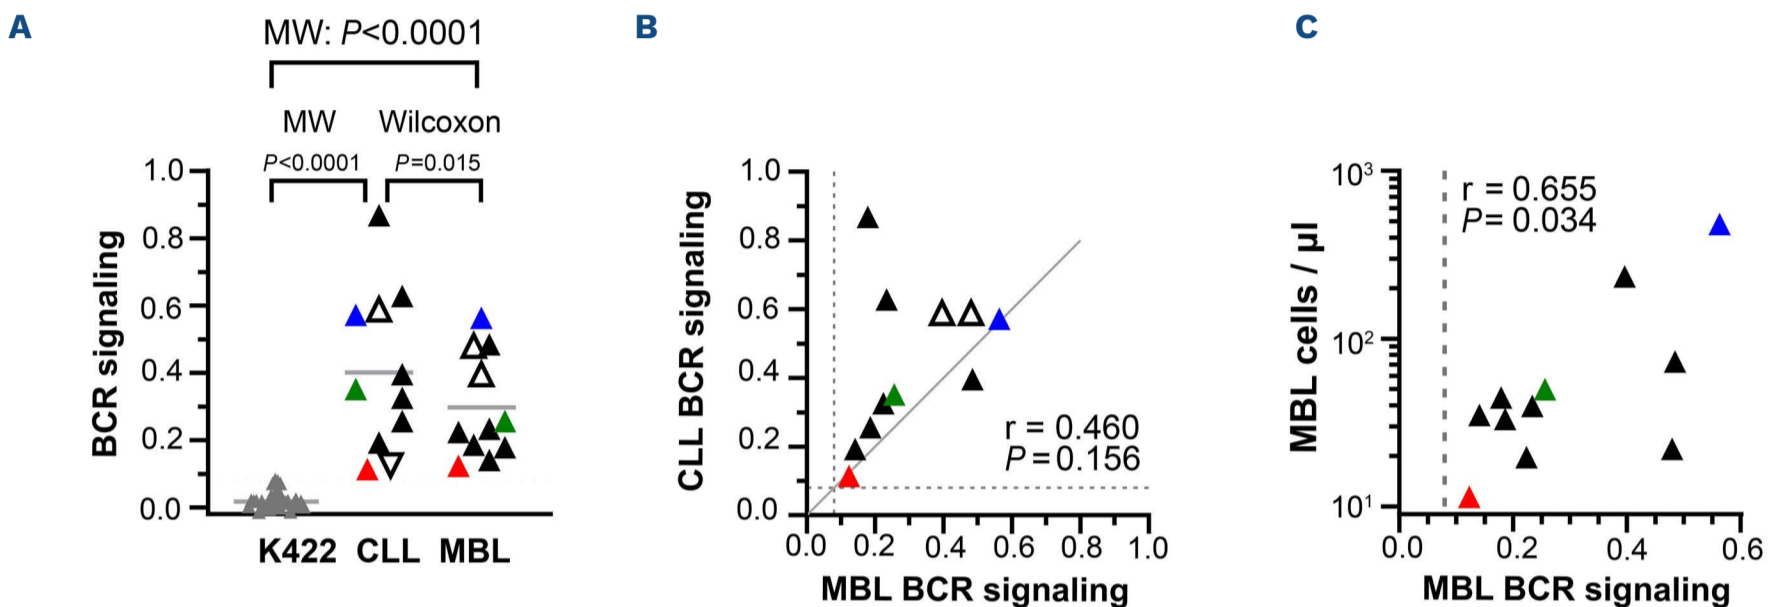 A
MW: P<0.0001
MW
Wilcoxon
P<0.0001
P=0.015
BCR signaling
1.0
0.8
0.6
0.4
0.2
0.0
K422
CLL
MBL
B
CLL BCR signaling
1.0
0.8
0.6
0.4
0.2
0.0
r = 0.460
P=0.156
0.0
0.2
0.4
0.6
0.8
1.0
MBL BCR signaling
C
MBL cells / µl
10³
10²
10¹
r = 0.655
P= 0.034
0.0
0.2
0.4
0.6
MBL BCR signaling